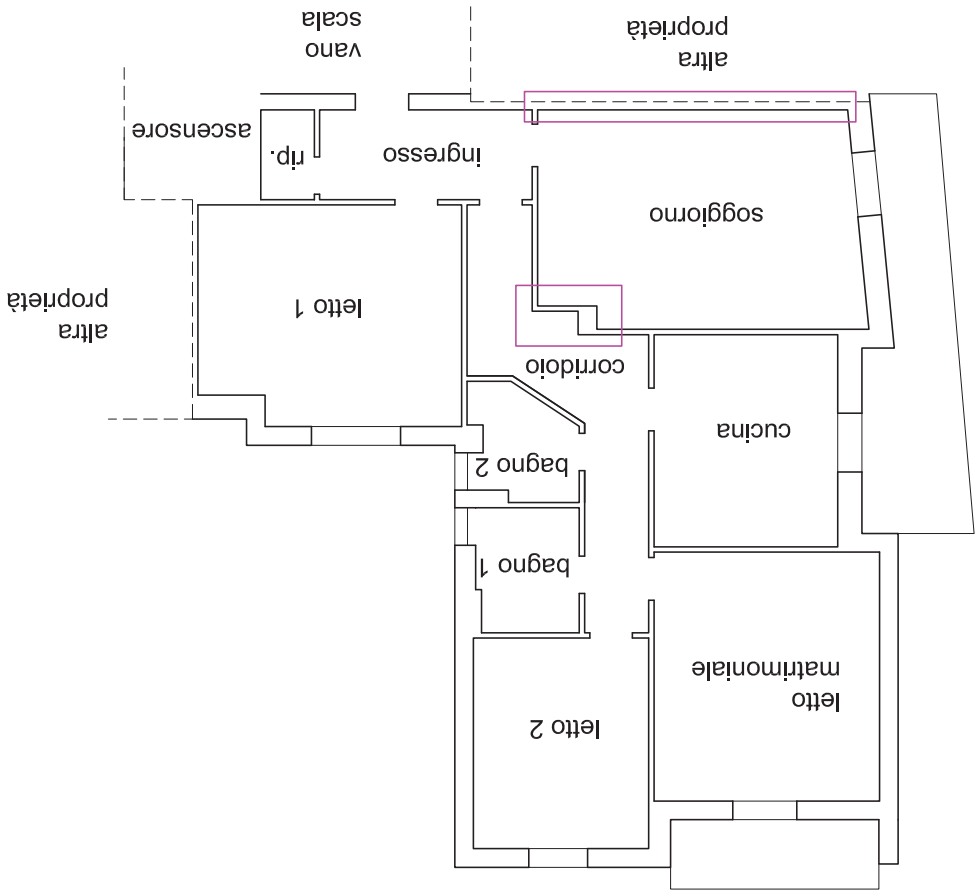 letto
matrimoniale
letto 2
bagno 1
cucina
bagno 2
corridoio
letto 1
altra
proprietà
soggiorno
ingresso
rip.
ascensore
altra
proprietà
vano
scala